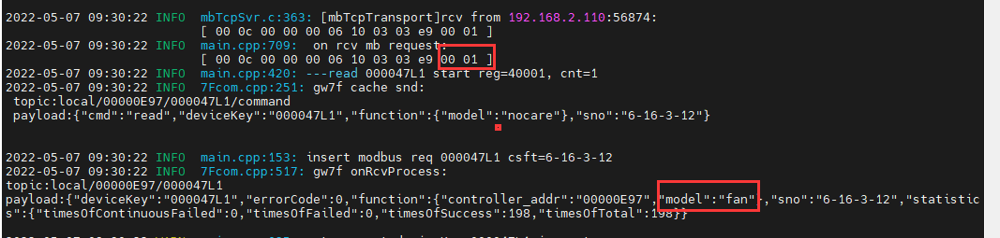 2022-05-07 09:30:22 INFO mbTcpSvr.c:363: [mbTcpTransport]rcv from 192.168.2.110:56874:
[ 00 0c 00 00 00 06 10 03 03 e9 00 01 ]
2022-05-07 09:30:22 INFO main.cpp:709: on rcv mb request:
[ 00 0c 00 00 00 06 10 03 03 e9 00 01 ]
2022-05-07 09:30:22 INFO main.cpp:420: ---read 000047L1 start reg=40001, cnt=1
2022-05-07 09:30:22 INFO 7Fcom.cpp:251: gw7f cache snd:
topic:local/00000E97/000047L1/command
payload:{"cmd":"read","deviceKey":"000047L1","function":{"model":"nocare"},"sno":"6-16-3-12"}
2022-05-07 09:30:22 INFO main.cpp:153: insert modbus req 000047L1 csft=6-16-3-12
2022-05-07 09:30:22 INFO 7Fcom.cpp:517: gw7f onRcvProcess:
topic:local/00000E97/000047L1
payload:{"deviceKey":"000047L1","errorCode":0,"function":{"controller_addr":"00000E97","model":"fan"},"sno":"6-16-3-12","statistic
s":{"timesOfContinuousFailed":0,"timesOfFailed":0,"timesOfSuccess":198,"timesOfTotal":198}}